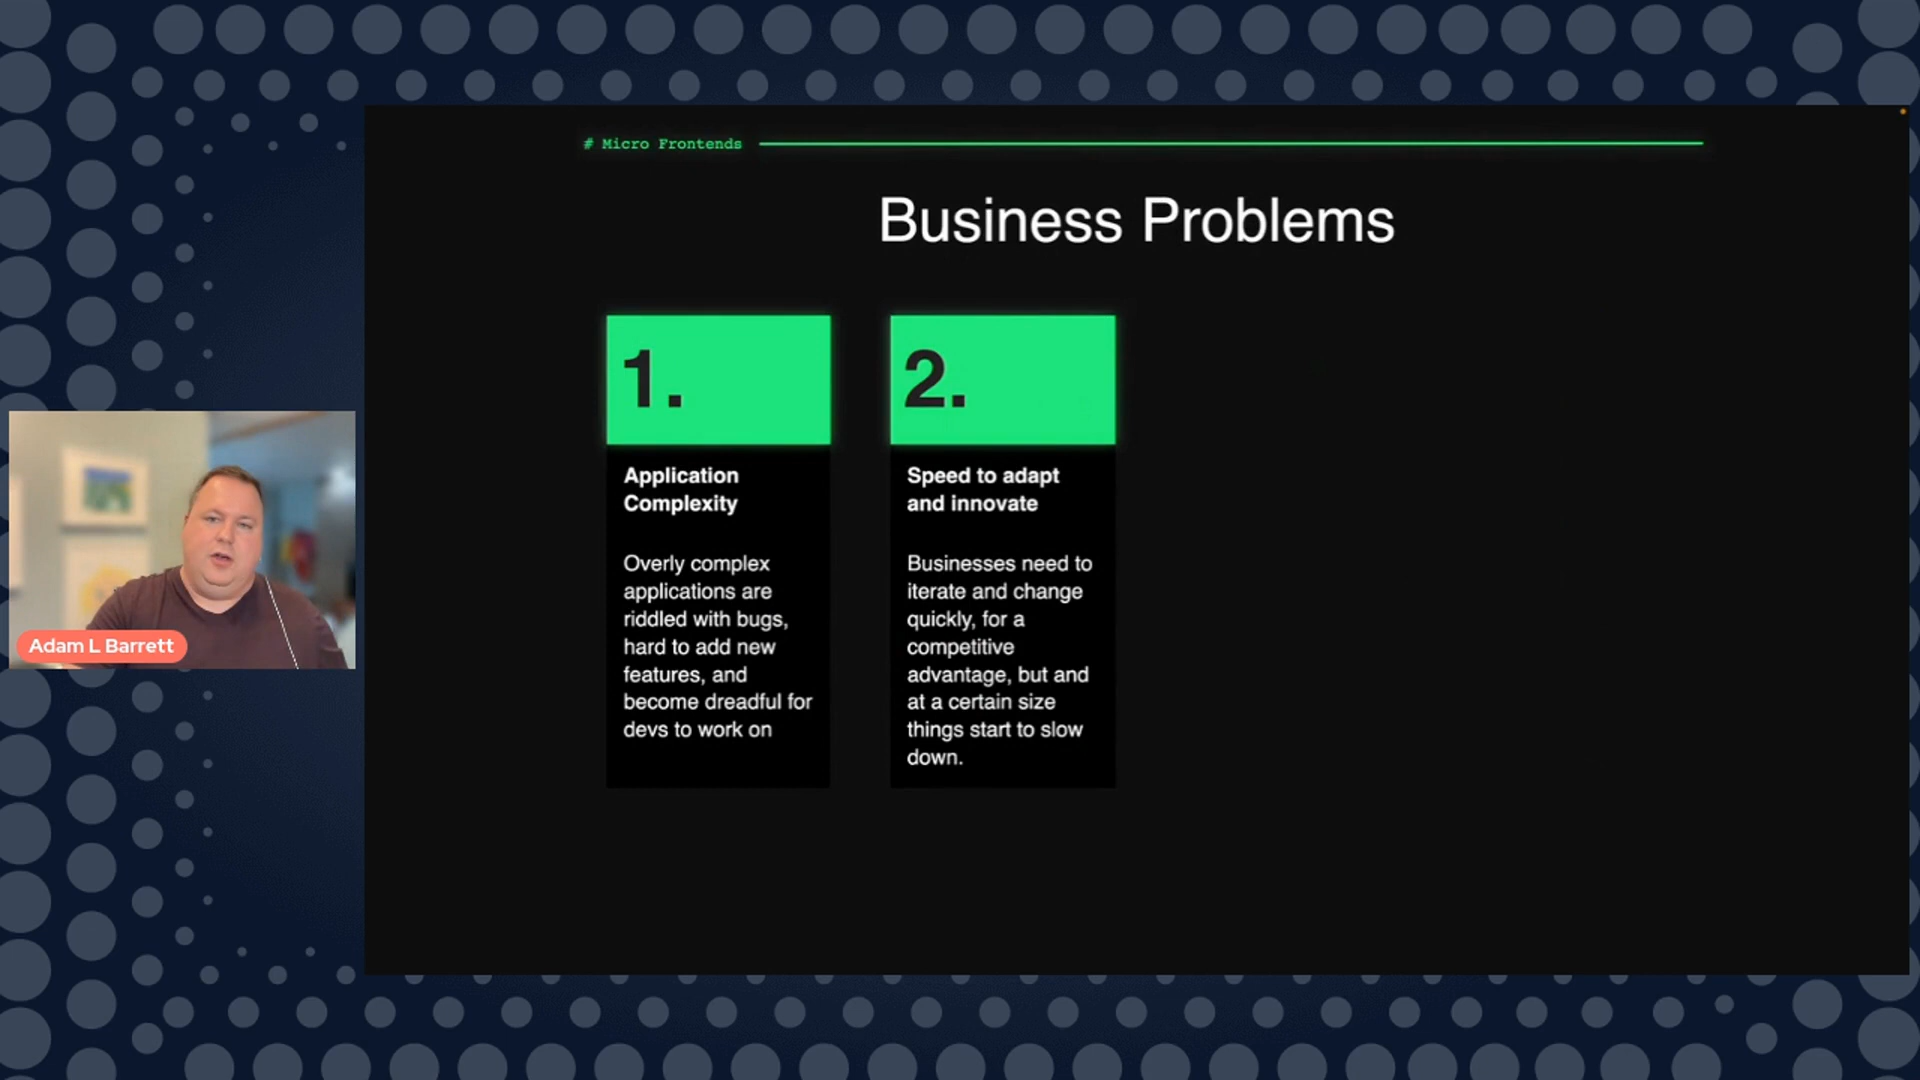 # Micro Frontends
Business Problems
1.
Application
Complexity
Overly complex
applications are
riddled with bugs,
hard to add new
features, and
become dreadful for
devs to work on
2.
Speed to adapt
and innovate
Businesses need to
iterate and change
quickly, for a
competitive
advantage, but and
at a certain size
things start to slow
down.
Adam L Barrett